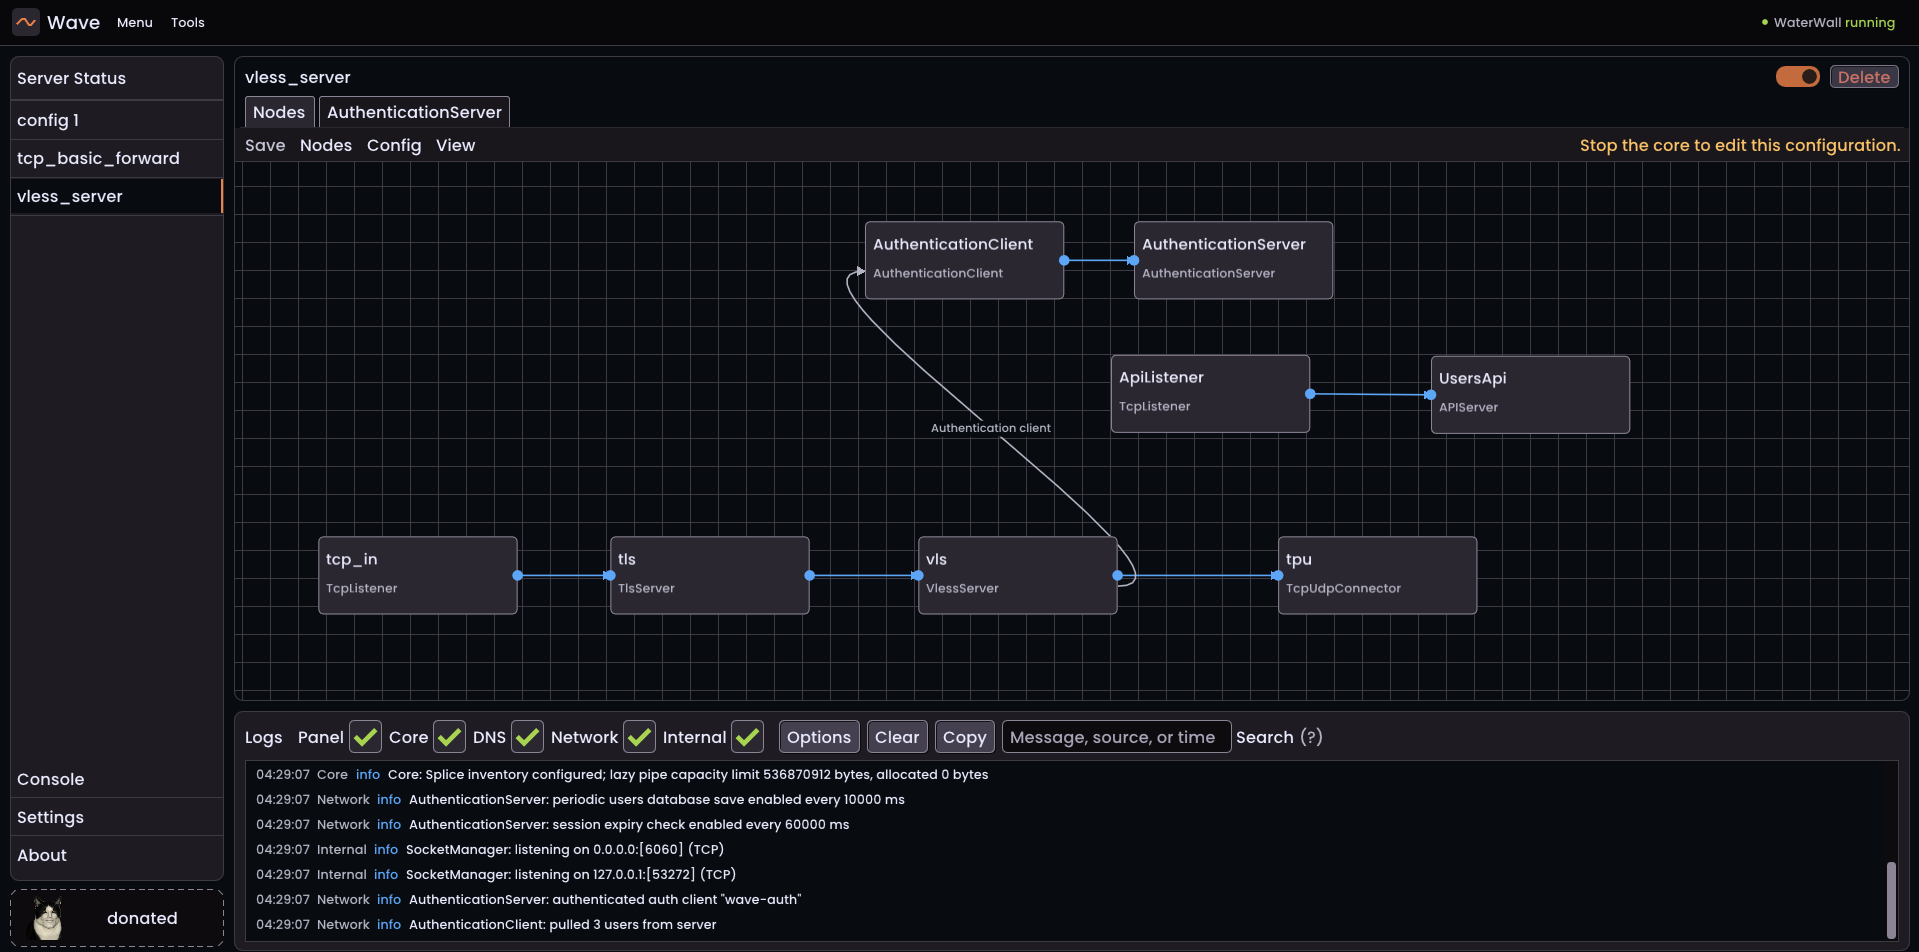 Wave Menu Tools
WaterWall running
Server Status
config 1
tcp_basic_forward
vless_server
Console
Settings
About
donated
vless_server
Delete
Nodes AuthenticationServer
Save Nodes Config View
Stop the core to edit this configuration.
AuthenticationClient
AuthenticationClient
AuthenticationServer
AuthenticationServer
ApiListener
TcpListener
UsersApi
APIServer
Authentication client
tcp_in
TcpListener
tls
TlsServer
vls
VlessServer
tpu
TcpUdpConnector
Logs Panel Core DNS Network Internal Options Clear Copy Message, source, or time Search (?)
04:29:07 Core info Core: Splice inventory configured; lazy pipe capacity limit 536870912 bytes, allocated 0 bytes
04:29:07 Network info AuthenticationServer: periodic users database save enabled every 10000 ms
04:29:07 Network info AuthenticationServer: session expiry check enabled every 60000 ms
04:29:07 Internal info SocketManager: listening on 0.0.0.0:[6060] (TCP)
04:29:07 Internal info SocketManager: listening on 127.0.0.1:[53272] (TCP)
04:29:07 Network info AuthenticationServer: authenticated auth client "wave-auth"
04:29:07 Network info AuthenticationClient: pulled 3 users from server